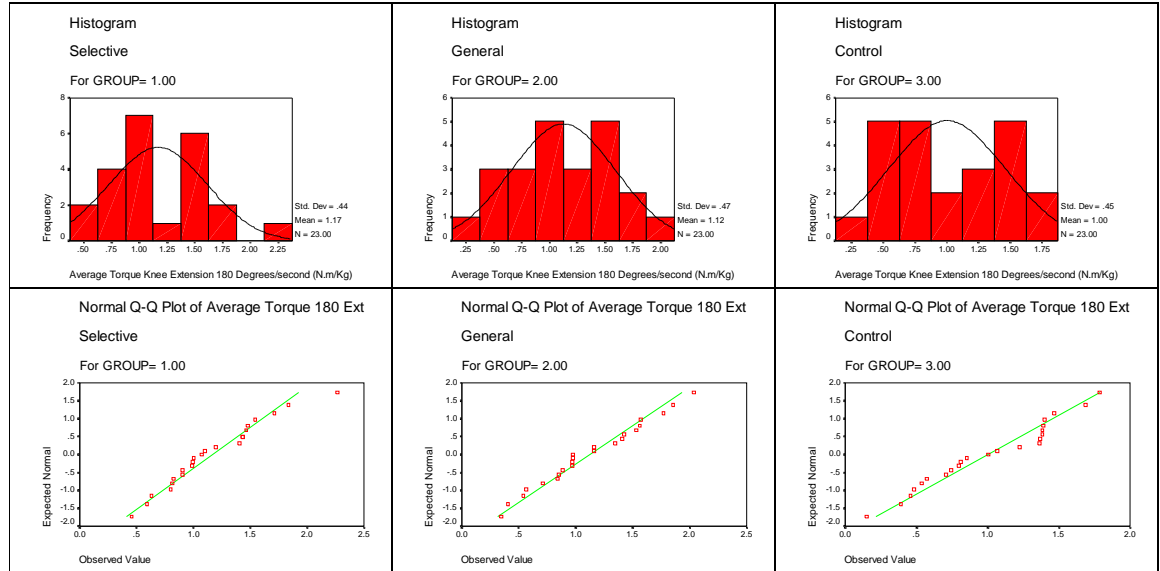 Histogram
Selective
For GROUP= 1.00
8
6
4
2
0
Frequency
.50 .75 1.00 1.25 1.50 1.75 2.00 2.25
Std. Dev = .44
Mean = 1.17
N = 23.00
Average Torque Knee Extension 180 Degrees/second (N.m/Kg)
Histogram
General
For GROUP= 2.00
6
5
4
3
2
1
0
Frequency
.25 .50 .75 1.00 1.25 1.50 1.75 2.00
Std. Dev = .47
Mean = 1.12
N = 23.00
Average Torque Knee Extension 180 Degrees/second (N.m/Kg)
Histogram
Control
For GROUP= 3.00
6
5
4
3
2
1
0
Frequency
.25 .50 .75 1.00 1.25 1.50 1.75
Std. Dev = .45
Mean = 1.00
N = 23.00
Average Torque Knee Extension 180 Degrees/second (N.m/Kg)
Normal Q-Q Plot of Average Torque 180 Ext
Selective
For GROUP= 1.00
2.0
1.5
1.0
.5
0.0
-.5
-1.0
-1.5
-2.0
Expected Normal
0.0 .5 1.0 1.5 2.0 2.5
Observed Value
Normal Q-Q Plot of Average Torque 180 Ext
General
For GROUP= 2.00
2.0
1.5
1.0
.5
0.0
-.5
-1.0
-1.5
-2.0
Expected Normal
0.0 .5 1.0 1.5 2.0 2.5
Observed Value
Normal Q-Q Plot of Average Torque 180 Ext
Control
For GROUP= 3.00
2.0
1.5
1.0
.5
0.0
-.5
-1.0
-1.5
-2.0
Expected Normal
0.0 .5 1.0 1.5 2.0
Observed Value